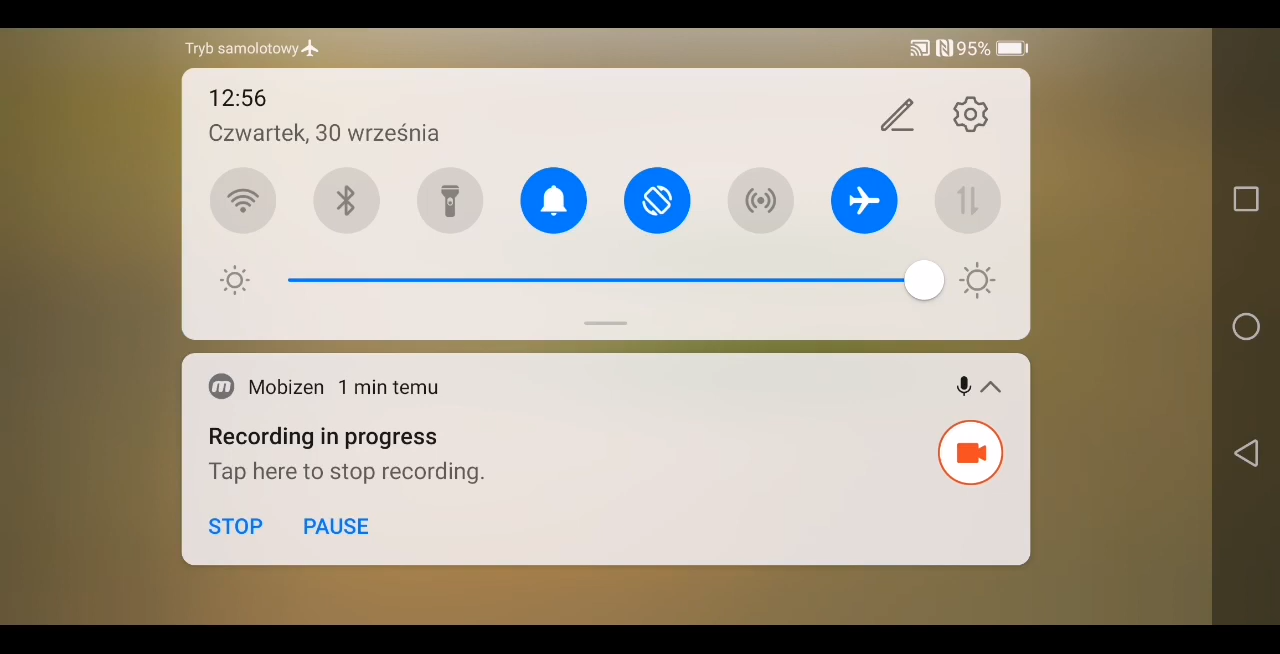 Tryb samolotowy
95%
12:56
Czwartek, 30 września
Mobizen 1 min temu
Recording in progress
Tap here to stop recording.
STOP PAUSE